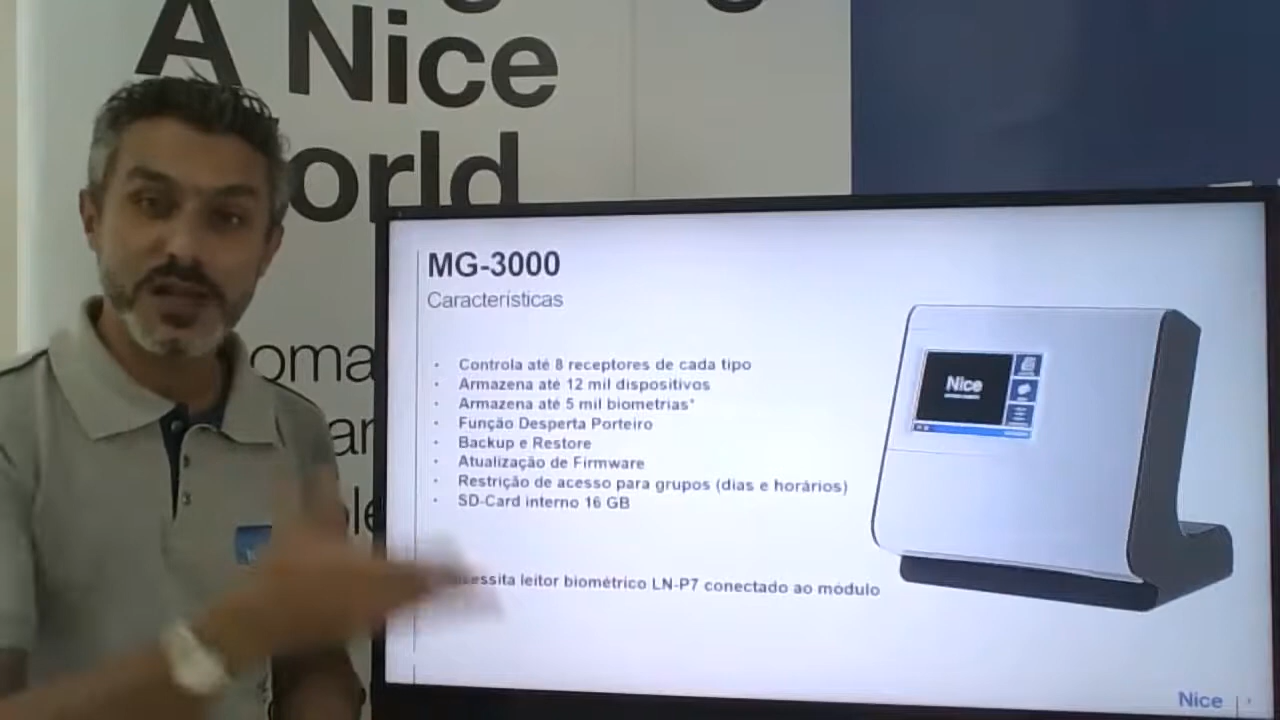 A Nice
orld
oma
ar
le
MG-3000
Características
• Controla até 8 receptores de cada tipo
• Armazena até 12 mil dispositivos
• Armazena até 5 mil biometrias*
• Função Desperta Porteiro
• Backup e Restore
• Atualização de Firmware
• Restrição de acesso para grupos (dias e horários)
• SD-Card interno 16 GB
essita leitor biométrico LN-P7 conectado ao módulo
Nice
Nice